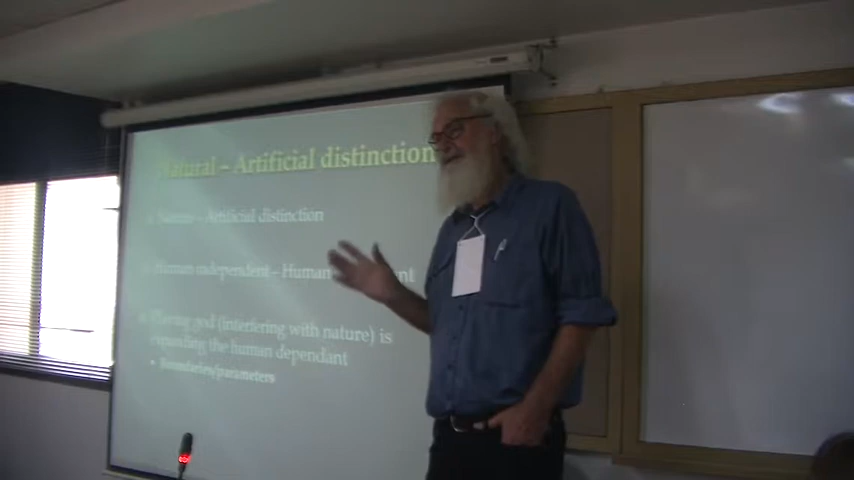 Natural – Artificial distinction
Natural – Artificial distinction
Human independent – Human
Playing god (interfering with nature) is
expanding the human dependant
Boundaries/parameters